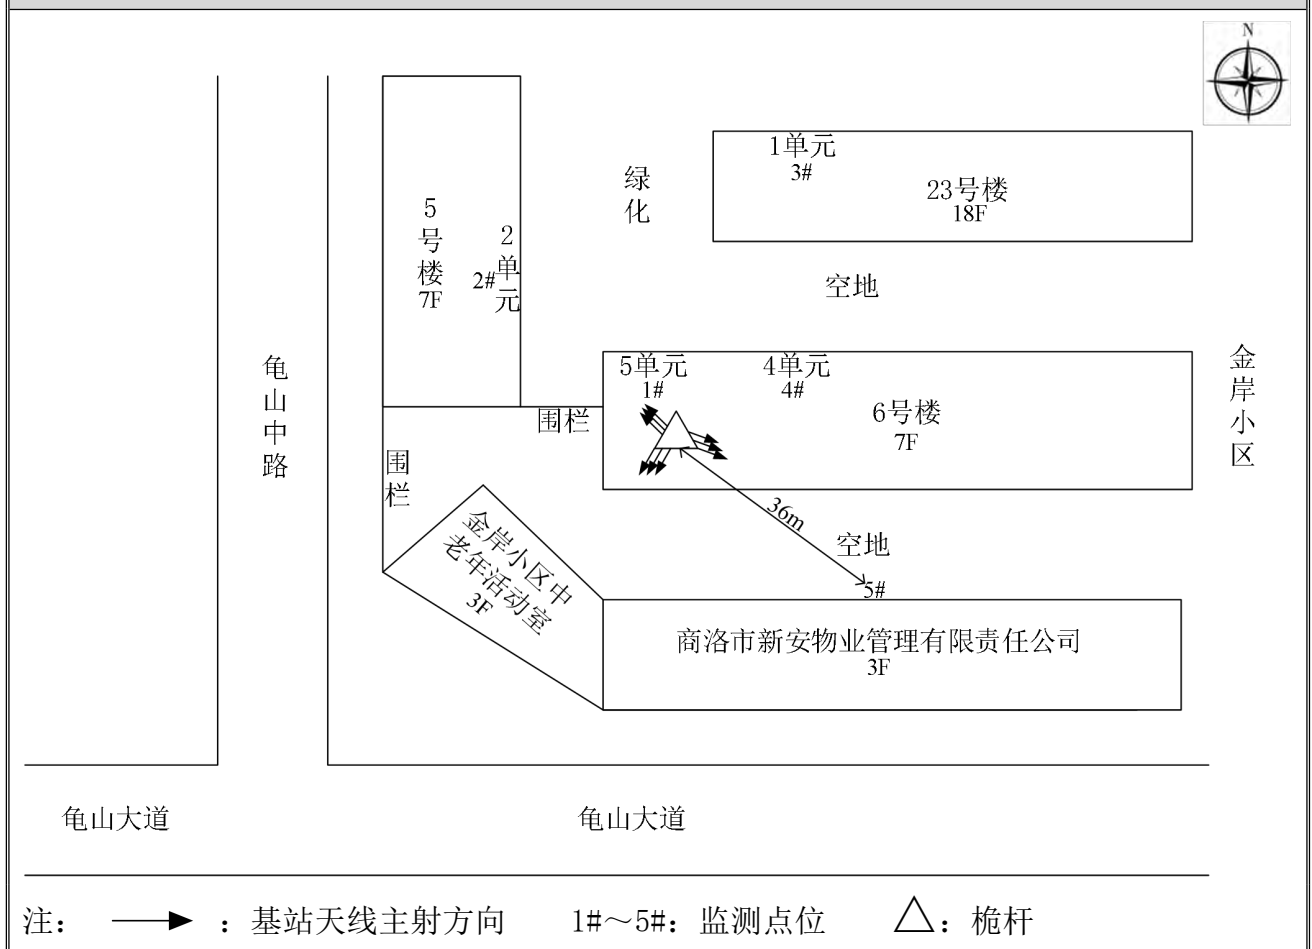 N
1单元
3#
23号楼
18F
绿化
5号楼
7F
2单元
2#
空地
龟山中路
5单元
1#
4单元
4#
6号楼
7F
金岸小区
围栏
围栏
36m
空地
5#
金岸小区中
老年活动室
3F
商洛市新安物业管理有限责任公司
3F
龟山大道
龟山大道
注： ：基站天线主射方向 1#～5#：监测点位 ：桅杆